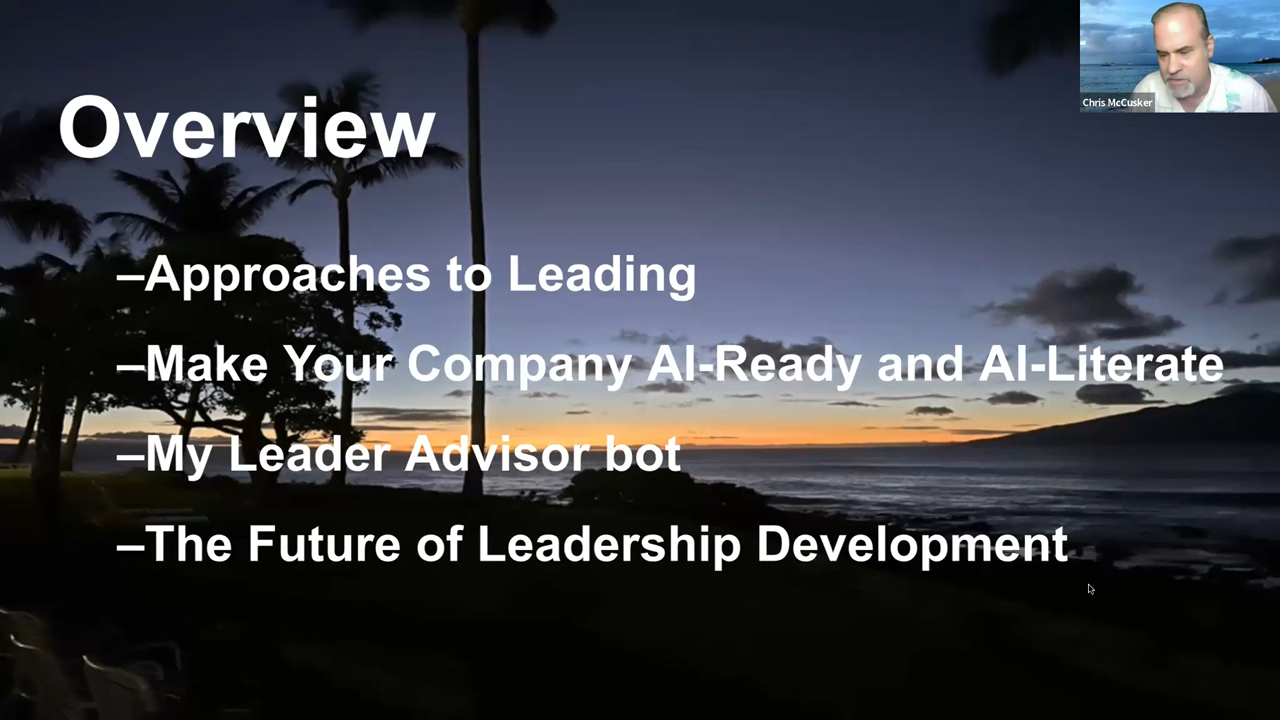 Overview
Chris McCusker
–Approaches to Leading
–Make Your Company AI-Ready and AI-Literate
–My Leader Advisor bot
–The Future of Leadership Development